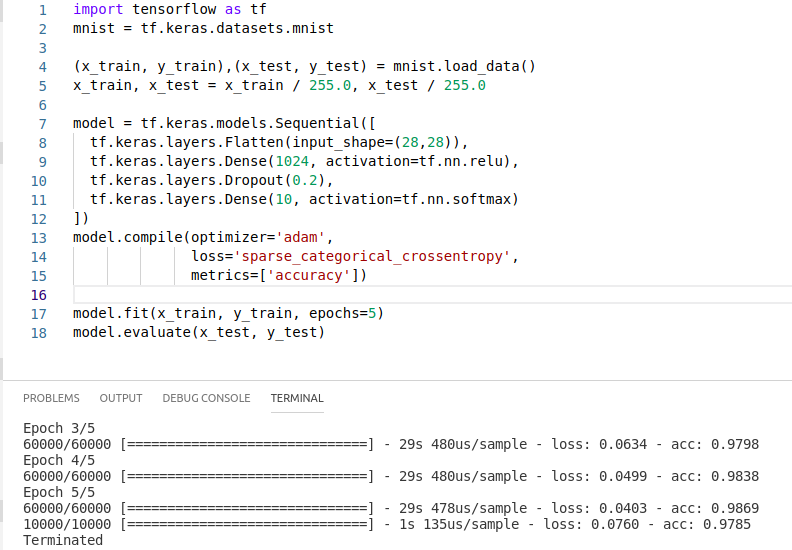 1 import tensorflow as tf
2 mnist = tf.keras.datasets.mnist
3
4 (x_train, y_train),(x_test, y_test) = mnist.load_data()
5 x_train, x_test = x_train / 255.0, x_test / 255.0
6
7 model = tf.keras.models.Sequential([
8   tf.keras.layers.Flatten(input_shape=(28,28)),
9   tf.keras.layers.Dense(1024, activation=tf.nn.relu),
10   tf.keras.layers.Dropout(0.2),
11   tf.keras.layers.Dense(10, activation=tf.nn.softmax)
12 ])
13 model.compile(optimizer='adam',
14               loss='sparse_categorical_crossentropy',
15               metrics=['accuracy'])
16
17 model.fit(x_train, y_train, epochs=5)
18 model.evaluate(x_test, y_test)
PROBLEMS OUTPUT DEBUG CONSOLE TERMINAL
Epoch 3/5
60000/60000 [==============================] - 29s 480us/sample - loss: 0.0634 - acc: 0.9798
Epoch 4/5
60000/60000 [==============================] - 29s 480us/sample - loss: 0.0499 - acc: 0.9838
Epoch 5/5
60000/60000 [==============================] - 29s 478us/sample - loss: 0.0403 - acc: 0.9869
10000/10000 [==============================] - 1s 135us/sample - loss: 0.0760 - acc: 0.9785
Terminated